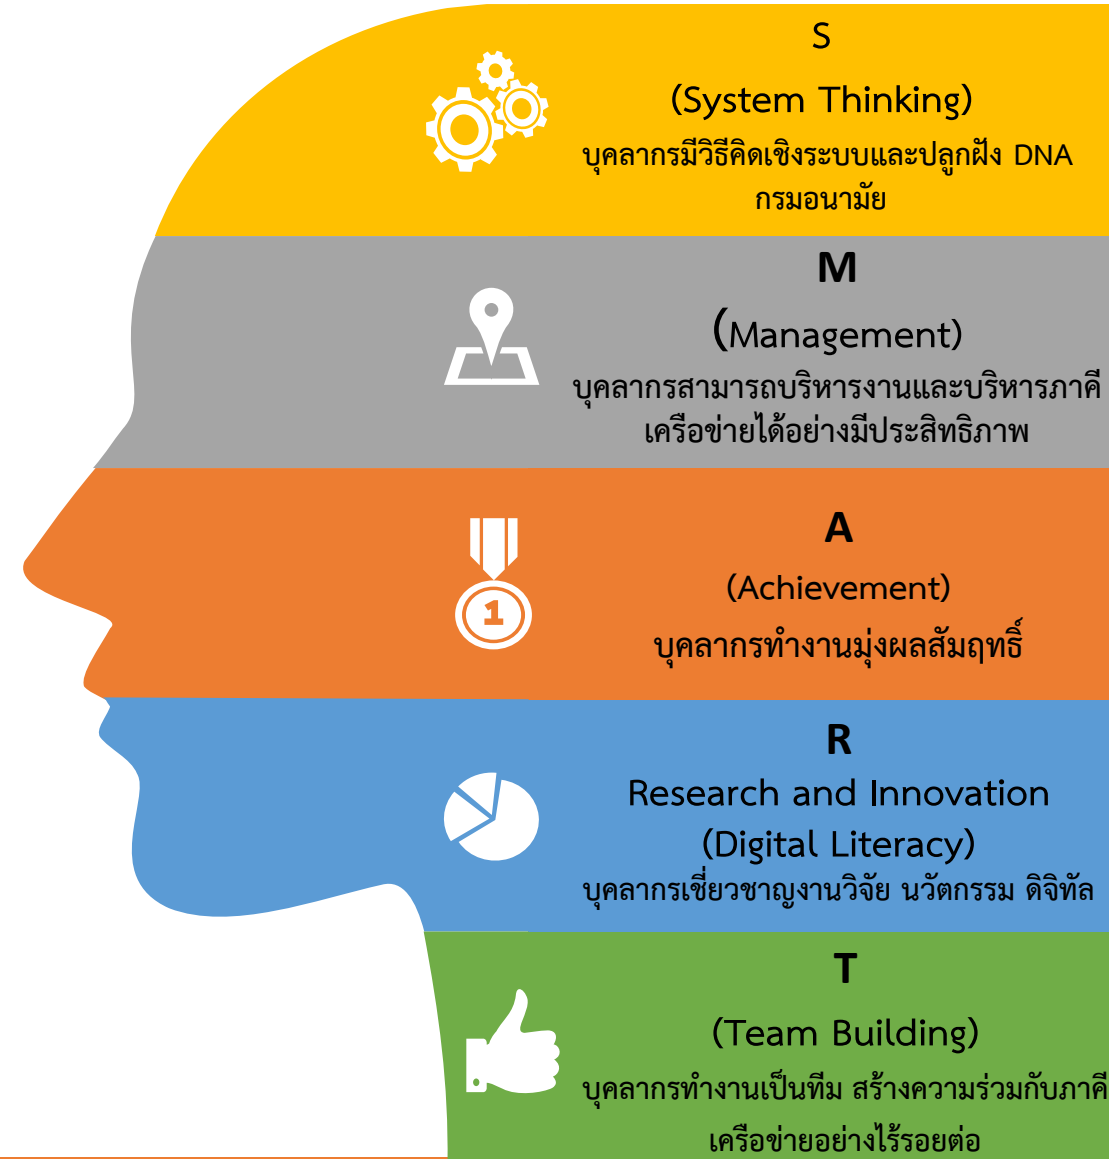 S
(System Thinking)
บุคลากรมีวิธีคิดเชิงระบบและปลูกฝัง DNA
กรมอนามัย
M
(Management)
บุคลากรสามารถบริหารงานและบริหารภาคี
เครือข่ายได้อย่างมีประสิทธิภาพ
A
(Achievement)
1
บุคลากรทำงานมุ่งผลสัมฤทธิ์
R
Research and Innovation
(Digital Literacy)
บุคลากรเชี่ยวชาญงานวิจัย นวัตกรรม ดิจิทัล
T
(Team Building)
บุคลากรทำงานเป็นทีม สร้างความร่วมกับภาคี
เครือข่ายอย่างไร้รอยต่อ